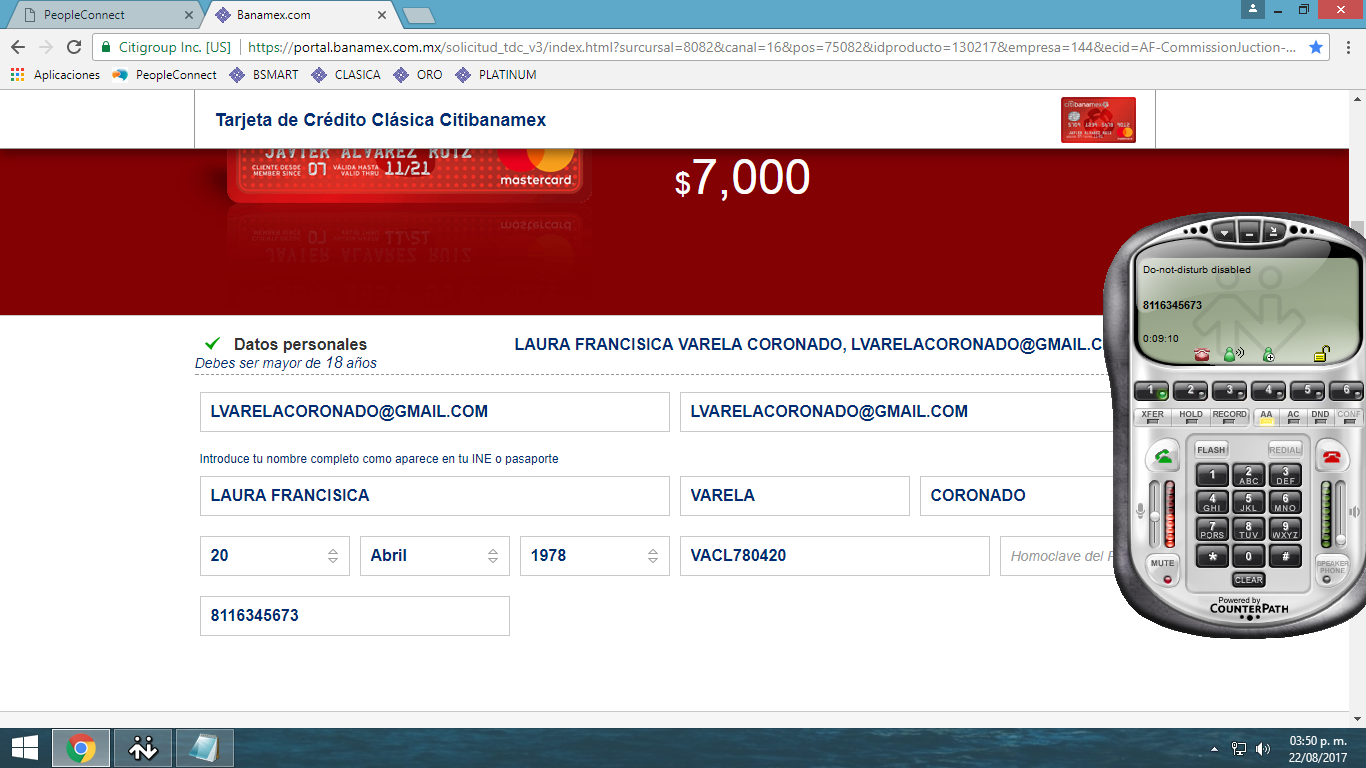 PeopleConnect
Banamex.com
Citigroup Inc. [US]
https://portal.banamex.com.mx/solicitud_tdc_v3/index.html?surcursal=8082&canal=16&pos=75082&idproducto=130217&empresa=144&ecid=AF-CommissionJuction-...
Aplicaciones PeopleConnect BSMART CLASICA ORO PLATINUM
Tarjeta de Crédito Clásica Citibanamex
citibanamex
JAVIER ALVAREZ RUIZ
CLIENTE DESDE MEMBER SINCE 07 VÁLIDA HASTA VALID THRU 11/21
mastercard
$7,000
Datos personales
LAURA FRANCISICA VARELA CORONADO, LVARELACORONADO@GMAIL.C
Debes ser mayor de 18 años
LVARELACORONADO@GMAIL.COM LVARELACORONADO@GMAIL.COM
Introduce tu nombre completo como aparece en tu INE o pasaporte
LAURA FRANCISICA VARELA CORONADO
20 Abril 1978 VACL780420 Homoclave del
8116345673
Do-not-disturb disabled
8116345673
0:09:10
1 2 3 4 5 6
XFER HOLD RECORD AA AC DND CONF
FLASH REDIAL
1 2 ABC 3 DEF
4 GHI 5 JKL 6 MNO
7 PQRS 8 TUV 9 WXYZ
* 0 #
MUTE CLEAR SPEAKER PHONE
Powered by
COUNTERPATH
03:50 p. m.
22/08/2017